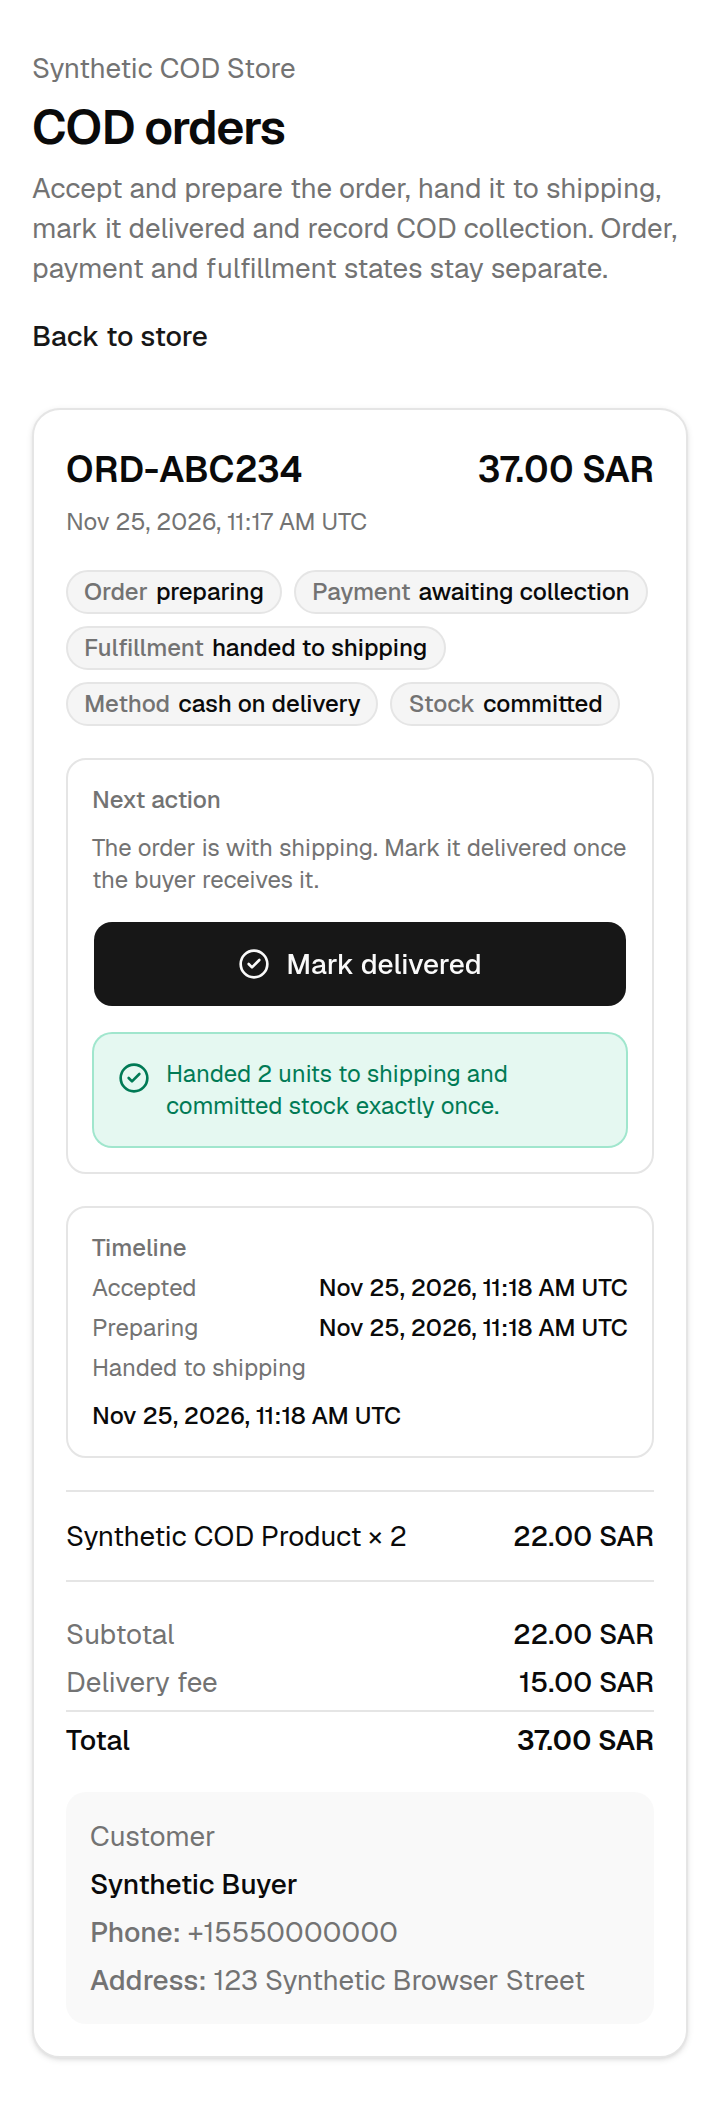 Synthetic COD Store
COD orders
Accept and prepare the order, hand it to shipping,
mark it delivered and record COD collection. Order,
payment and fulfillment states stay separate.
Back to store
ORD-ABC234 37.00 SAR
Nov 25, 2026, 11:17 AM UTC
Order preparing Payment awaiting collection
Fulfillment handed to shipping
Method cash on delivery Stock committed
Next action
The order is with shipping. Mark it delivered once
the buyer receives it.
Mark delivered
Handed 2 units to shipping and
committed stock exactly once.
Timeline
Accepted Nov 25, 2026, 11:18 AM UTC
Preparing Nov 25, 2026, 11:18 AM UTC
Handed to shipping
Nov 25, 2026, 11:18 AM UTC
Synthetic COD Product × 2 22.00 SAR
Subtotal 22.00 SAR
Delivery fee 15.00 SAR
Total 37.00 SAR
Customer
Synthetic Buyer
Phone: +15550000000
Address: 123 Synthetic Browser Street